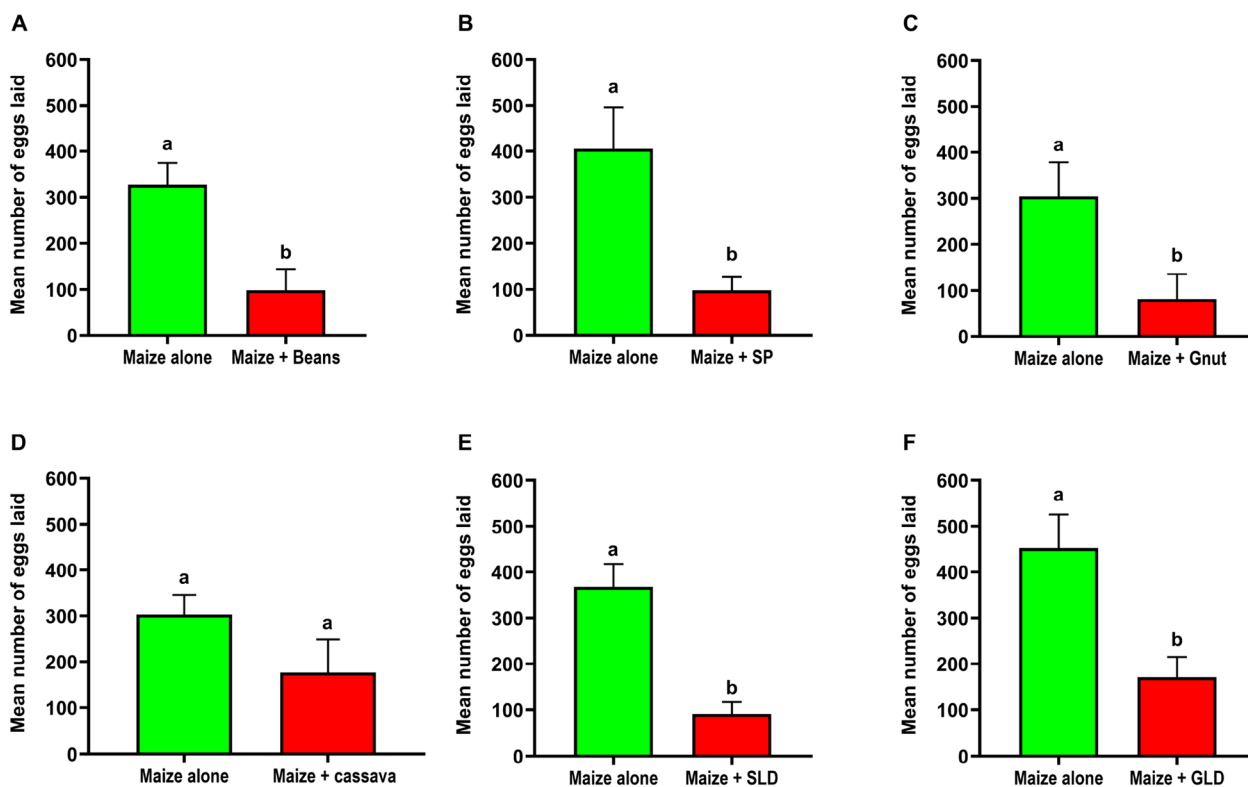 A
Mean number of eggs laid
600
500
400
300
200
100
0
a
b
Maize alone Maize + Beans
B
Mean number of eggs laid
600
500
400
300
200
100
0
a
b
Maize alone Maize + SP
C
Mean number of eggs laid
600
500
400
300
200
100
0
a
b
Maize alone Maize + Gnut
D
Mean number of eggs laid
600
500
400
300
200
100
0
a
a
Maize alone Maize + cassava
E
Mean number of eggs laid
600
500
400
300
200
100
0
a
b
Maize alone Maize + SLD
F
Mean number of eggs laid
600
500
400
300
200
100
0
a
b
Maize alone Maize + GLD